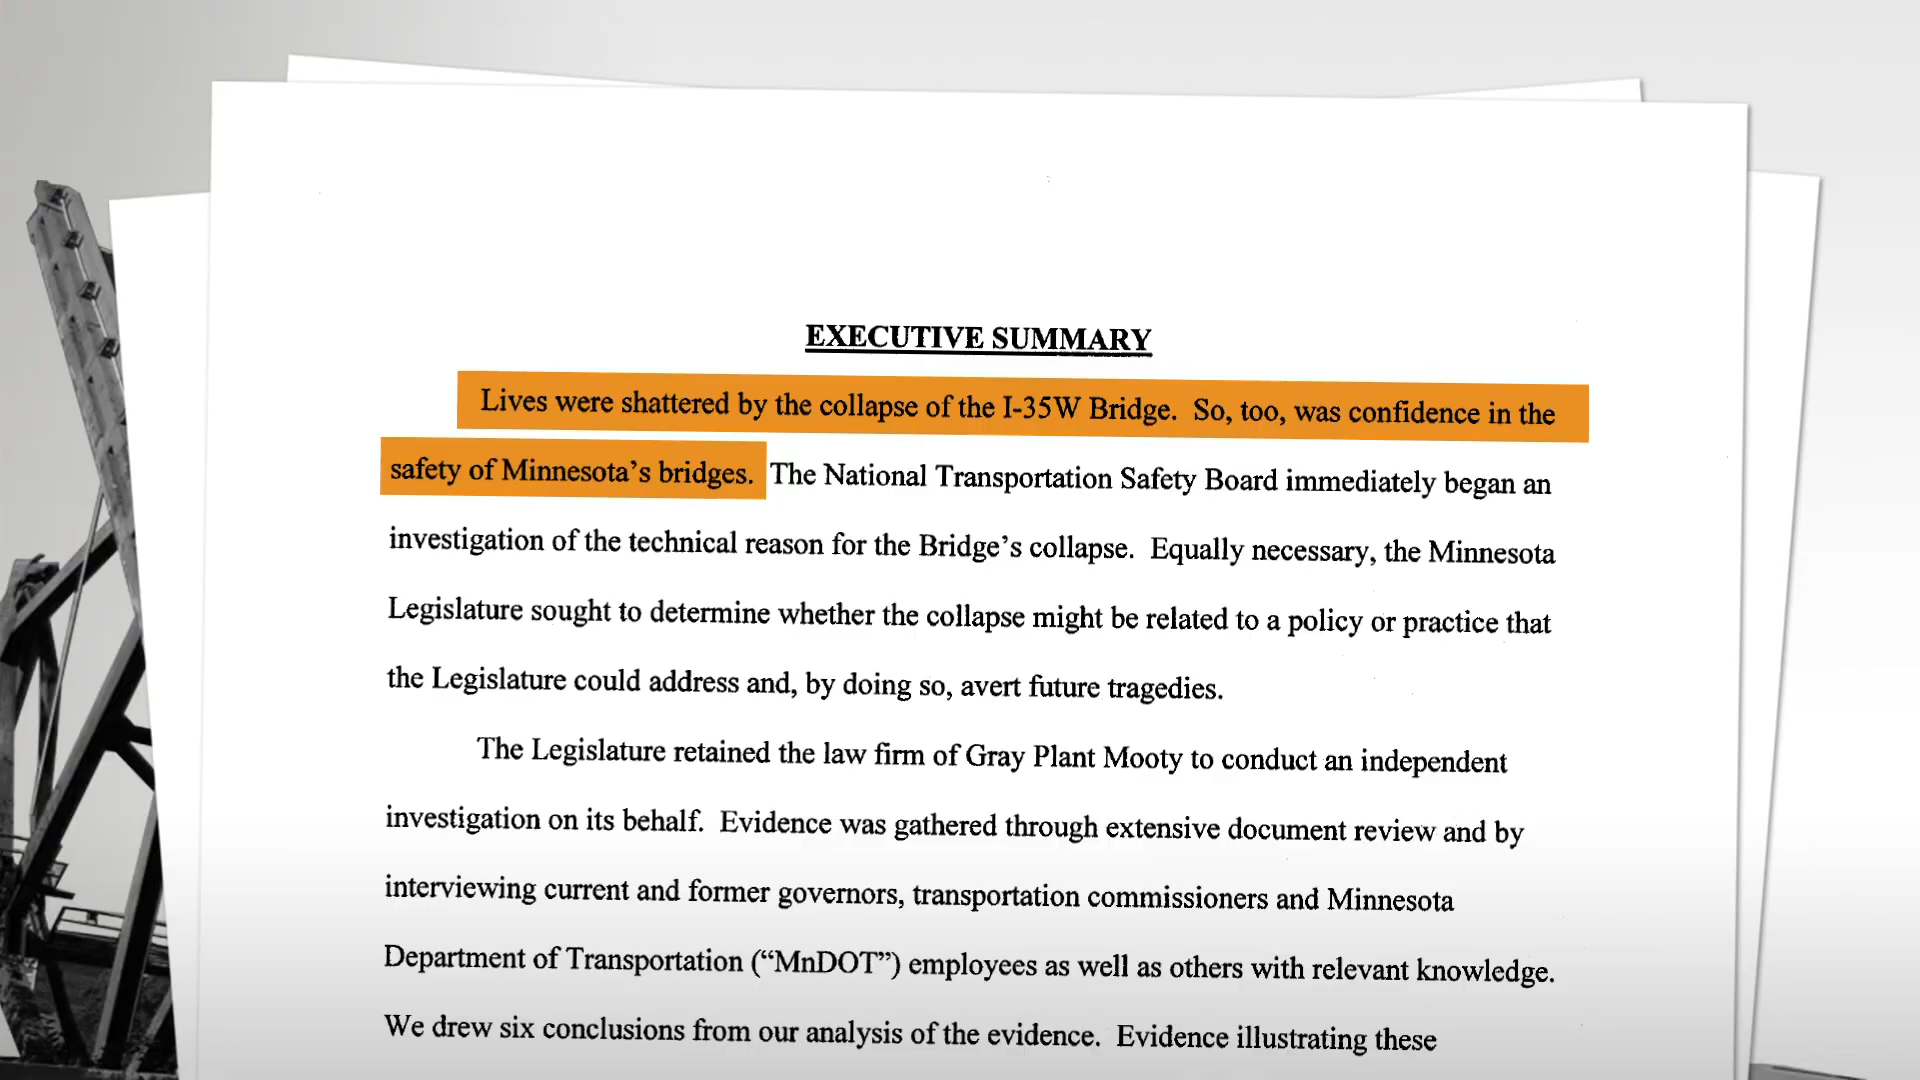 EXECUTIVE SUMMARY
Lives were shattered by the collapse of the I-35W Bridge. So, too, was confidence in the
safety of Minnesota's bridges. The National Transportation Safety Board immediately began an
investigation of the technical reason for the Bridge's collapse. Equally necessary, the Minnesota
Legislature sought to determine whether the collapse might be related to a policy or practice that
the Legislature could address and, by doing so, avert future tragedies.
The Legislature retained the law firm of Gray Plant Mooty to conduct an independent
investigation on its behalf. Evidence was gathered through extensive document review and by
interviewing current and former governors, transportation commissioners and Minnesota
Department of Transportation (“MnDOT”) employees as well as others with relevant knowledge.
We drew six conclusions from our analysis of the evidence. Evidence illustrating these